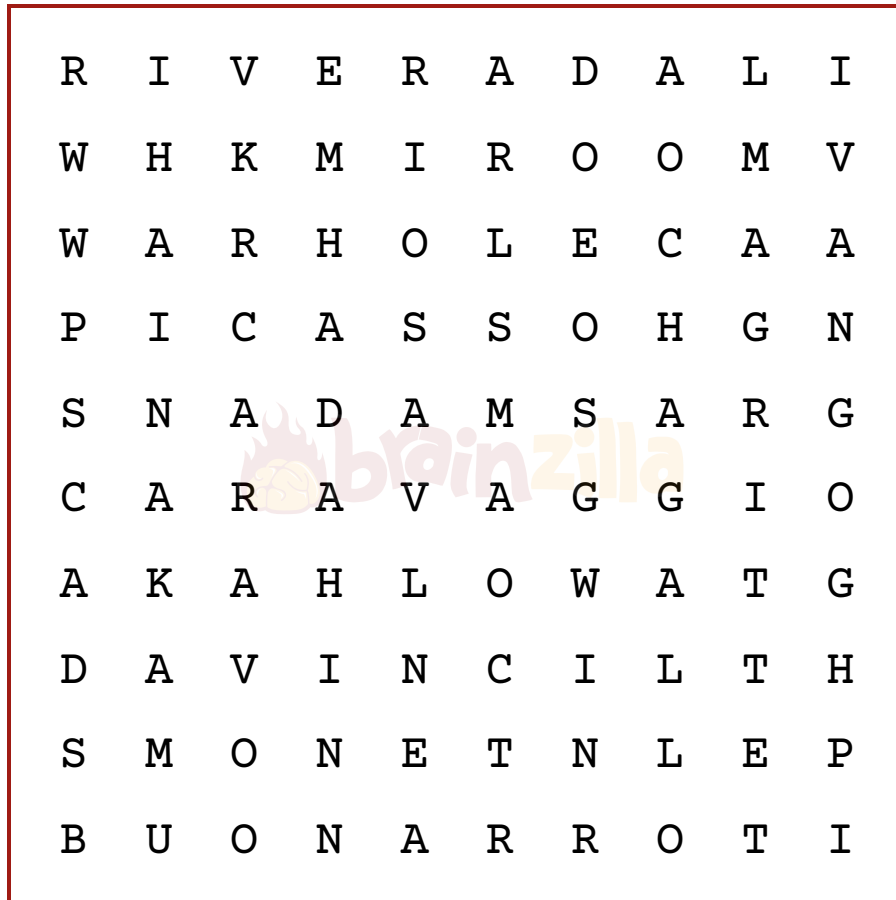 R I V E R A D A L I
W H K M I R O O M V
W A R H O L E C A A
P I C A S S O H G N
S N A D A M S A R G
brainzilla
C A R A V A G G I O
A K A H L O W A T G
D A V I N C I L T H
S M O N E T N L E P
B U O N A R R O T I